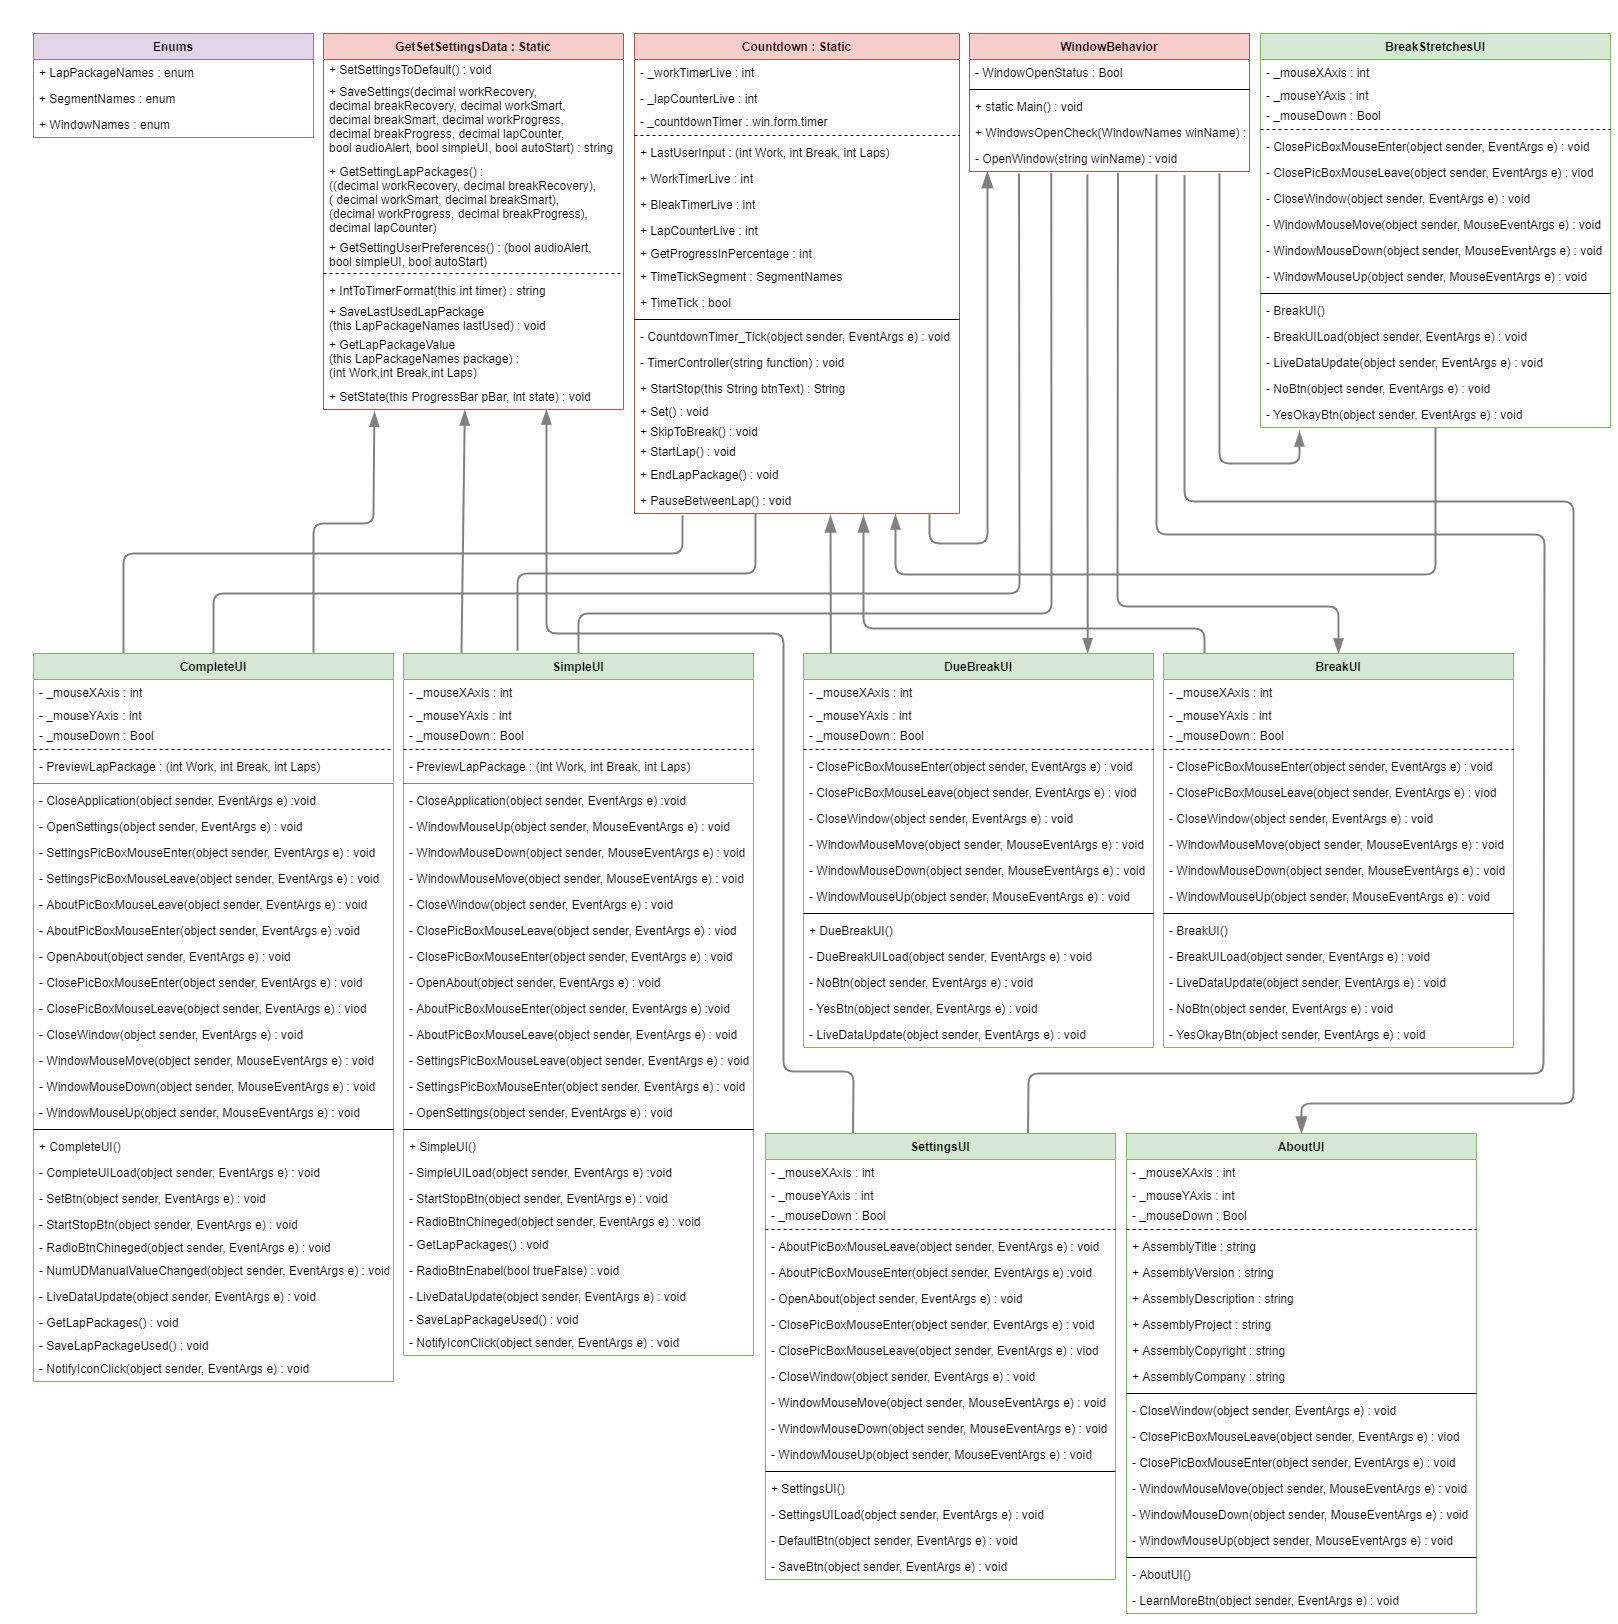 Enums
+ LapPackageNames : enum
+ SegmentNames : enum
+ WindowNames : enum
GetSetSettingsData : Static
+ SetSettingsToDefault() : void
+ SaveSettings(decimal workRecovery,
decimal breakRecovery, decimal workSmart,
decimal breakSmart, decimal workProgress,
decimal breakProgress, decimal lapCounter,
bool audioAlert, bool simpleUI, bool autoStart) : string
+ GetSettingLapPackages() :
((decimal workRecovery, decimal breakRecovery),
( decimal workSmart, decimal breakSmart),
(decimal workProgress, decimal breakProgress),
decimal lapCounter)
+ GetSettingUserPreferences() : (bool audioAlert,
bool simpleUI, bool autoStart)
+ IntToTimerFormat(this int timer) : string
+ SaveLastUsedLapPackage
(this LapPackageNames lastUsed) : void
+ GetLapPackageValue
(this LapPackageNames package) :
(int Work,int Break,int Laps)
+ SetState(this ProgressBar pBar, int state) : void
Countdown : Static
- _workTimerLive : int
- _lapCounterLive : int
- _countdownTimer : win.form.timer
+ LastUserInput : (int Work, int Break, int Laps)
+ WorkTimerLive : int
+ BleakTimerLive : int
+ LapCounterLive : int
+ GetProgressInPercentage : int
+ TimeTickSegment : SegmentNames
+ TimeTick : bool
- CountdownTimer_Tick(object sender, EventArgs e) : void
- TimerController(string function) : void
+ StartStop(this String btnText) : String
+ Set() : void
+ SkipToBreak() : void
+ StartLap() : void
+ EndLapPackage() : void
+ PauseBetweenLap() : void
WindowBehavior
- WindowOpenStatus : Bool
+ static Main() : void
+ WindowsOpenCheck(WindowNames winName) :
- OpenWindow(string winName) : void
BreakStretchesUI
- _mouseXAxis : int
- _mouseYAxis : int
- _mouseDown : Bool
- ClosePicBoxMouseEnter(object sender, EventArgs e) : void
- ClosePicBoxMouseLeave(object sender, EventArgs e) : viod
- CloseWindow(object sender, EventArgs e) : void
- WindowMouseMove(object sender, MouseEventArgs e) : void
- WindowMouseDown(object sender, MouseEventArgs e) : void
- WindowMouseUp(object sender, MouseEventArgs e) : void
- BreakUI()
- BreakUILoad(object sender, EventArgs e) : void
- LiveDataUpdate(object sender, EventArgs e) : void
- NoBtn(object sender, EventArgs e) : void
- YesOkayBtn(object sender, EventArgs e) : void
CompleteUI
- _mouseXAxis : int
- _mouseYAxis : int
- _mouseDown : Bool
- PreviewLapPackage : (int Work, int Break, int Laps)
- CloseApplication(object sender, EventArgs e) :void
- OpenSettings(object sender, EventArgs e) : void
- SettingsPicBoxMouseEnter(object sender, EventArgs e) : void
- SettingsPicBoxMouseLeave(object sender, EventArgs e) : void
- AboutPicBoxMouseLeave(object sender, EventArgs e) : void
- AboutPicBoxMouseEnter(object sender, EventArgs e) :void
- OpenAbout(object sender, EventArgs e) : void
- ClosePicBoxMouseEnter(object sender, EventArgs e) : void
- ClosePicBoxMouseLeave(object sender, EventArgs e) : viod
- CloseWindow(object sender, EventArgs e) : void
- WindowMouseMove(object sender, MouseEventArgs e) : void
- WindowMouseDown(object sender, MouseEventArgs e) : void
- WindowMouseUp(object sender, MouseEventArgs e) : void
+ CompleteUI()
- CompleteUILoad(object sender, EventArgs e) : void
- SetBtn(object sender, EventArgs e) : void
- StartStopBtn(object sender, EventArgs e) : void
- RadioBtnChineged(object sender, EventArgs e) : void
- NumUDManualValueChanged(object sender, EventArgs e) : void
- LiveDataUpdate(object sender, EventArgs e) : void
- GetLapPackages() : void
- SaveLapPackageUsed() : void
- NotifyIconClick(object sender, EventArgs e) : void
SimpleUI
- _mouseXAxis : int
- _mouseYAxis : int
- _mouseDown : Bool
- PreviewLapPackage : (int Work, int Break, int Laps)
- CloseApplication(object sender, EventArgs e) :void
- WindowMouseUp(object sender, MouseEventArgs e) : void
- WindowMouseDown(object sender, MouseEventArgs e) : void
- WindowMouseMove(object sender, MouseEventArgs e) : void
- CloseWindow(object sender, EventArgs e) : void
- ClosePicBoxMouseLeave(object sender, EventArgs e) : viod
- ClosePicBoxMouseEnter(object sender, EventArgs e) : void
- OpenAbout(object sender, EventArgs e) : void
- AboutPicBoxMouseEnter(object sender, EventArgs e) :void
- AboutPicBoxMouseLeave(object sender, EventArgs e) : void
- SettingsPicBoxMouseLeave(object sender, EventArgs e) : void
- SettingsPicBoxMouseEnter(object sender, EventArgs e) : void
- OpenSettings(object sender, EventArgs e) : void
+ SimpleUI()
- SimpleUILoad(object sender, EventArgs e) :void
- StartStopBtn(object sender, EventArgs e) : void
- RadioBtnChineged(object sender, EventArgs e) : void
- GetLapPackages() : void
- RadioBtnEnabel(bool trueFalse) : void
- LiveDataUpdate(object sender, EventArgs e) : void
- SaveLapPackageUsed() : void
- NotifyIconClick(object sender, EventArgs e) : void
DueBreakUI
- _mouseXAxis : int
- _mouseYAxis : int
- _mouseDown : Bool
- ClosePicBoxMouseEnter(object sender, EventArgs e) : void
- ClosePicBoxMouseLeave(object sender, EventArgs e) : viod
- CloseWindow(object sender, EventArgs e) : void
- WindowMouseMove(object sender, MouseEventArgs e) : void
- WindowMouseDown(object sender, MouseEventArgs e) : void
- WindowMouseUp(object sender, MouseEventArgs e) : void
+ DueBreakUI()
- DueBreakUILoad(object sender, EventArgs e) : void
- NoBtn(object sender, EventArgs e) : void
- YesBtn(object sender, EventArgs e) : void
- LiveDataUpdate(object sender, EventArgs e) : void
BreakUI
- _mouseXAxis : int
- _mouseYAxis : int
- _mouseDown : Bool
- ClosePicBoxMouseEnter(object sender, EventArgs e) : void
- ClosePicBoxMouseLeave(object sender, EventArgs e) : viod
- CloseWindow(object sender, EventArgs e) : void
- WindowMouseMove(object sender, MouseEventArgs e) : void
- WindowMouseDown(object sender, MouseEventArgs e) : void
- WindowMouseUp(object sender, MouseEventArgs e) : void
- BreakUI()
- BreakUILoad(object sender, EventArgs e) : void
- LiveDataUpdate(object sender, EventArgs e) : void
- NoBtn(object sender, EventArgs e) : void
- YesOkayBtn(object sender, EventArgs e) : void
SettingsUI
- _mouseXAxis : int
- _mouseYAxis : int
- _mouseDown : Bool
- AboutPicBoxMouseLeave(object sender, EventArgs e) : void
- AboutPicBoxMouseEnter(object sender, EventArgs e) :void
- OpenAbout(object sender, EventArgs e) : void
- ClosePicBoxMouseEnter(object sender, EventArgs e) : void
- ClosePicBoxMouseLeave(object sender, EventArgs e) : viod
- CloseWindow(object sender, EventArgs e) : void
- WindowMouseMove(object sender, MouseEventArgs e) : void
- WindowMouseDown(object sender, MouseEventArgs e) : void
- WindowMouseUp(object sender, MouseEventArgs e) : void
+ SettingsUI()
- SettingsUILoad(object sender, EventArgs e) : void
- DefaultBtn(object sender, EventArgs e) : void
- SaveBtn(object sender, EventArgs e) : void
AboutUI
- _mouseXAxis : int
- _mouseYAxis : int
- _mouseDown : Bool
+ AssemblyTitle : string
+ AssemblyVersion : string
+ AssemblyDescription : string
+ AssemblyProject : string
+ AssemblyCopyright : string
+ AssemblyCompany : string
- CloseWindow(object sender, EventArgs e) : void
- ClosePicBoxMouseLeave(object sender, EventArgs e) : viod
- ClosePicBoxMouseEnter(object sender, EventArgs e) : void
- WindowMouseMove(object sender, MouseEventArgs e) : void
- WindowMouseDown(object sender, MouseEventArgs e) : void
- WindowMouseUp(object sender, MouseEventArgs e) : void
- AboutUI()
- LearnMoreBtn(object sender, EventArgs e) : void